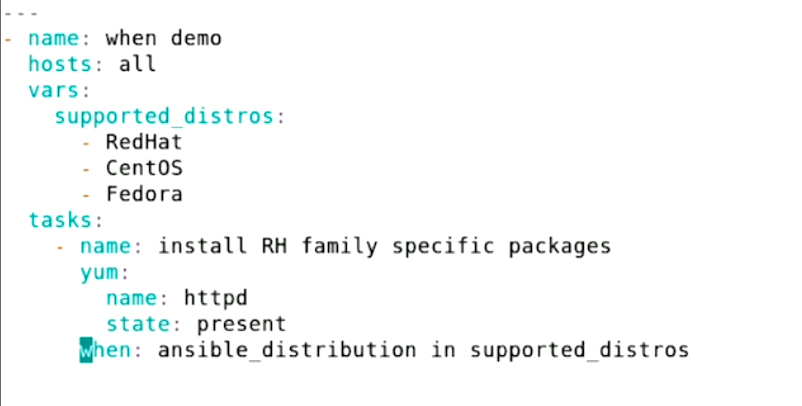 ---
- name: when demo
  hosts: all
  vars:
    supported_distros:
      - RedHat
      - CentOS
      - Fedora
  tasks:
    - name: install RH family specific packages
      yum:
        name: httpd
        state: present
      when: ansible_distribution in supported_distros